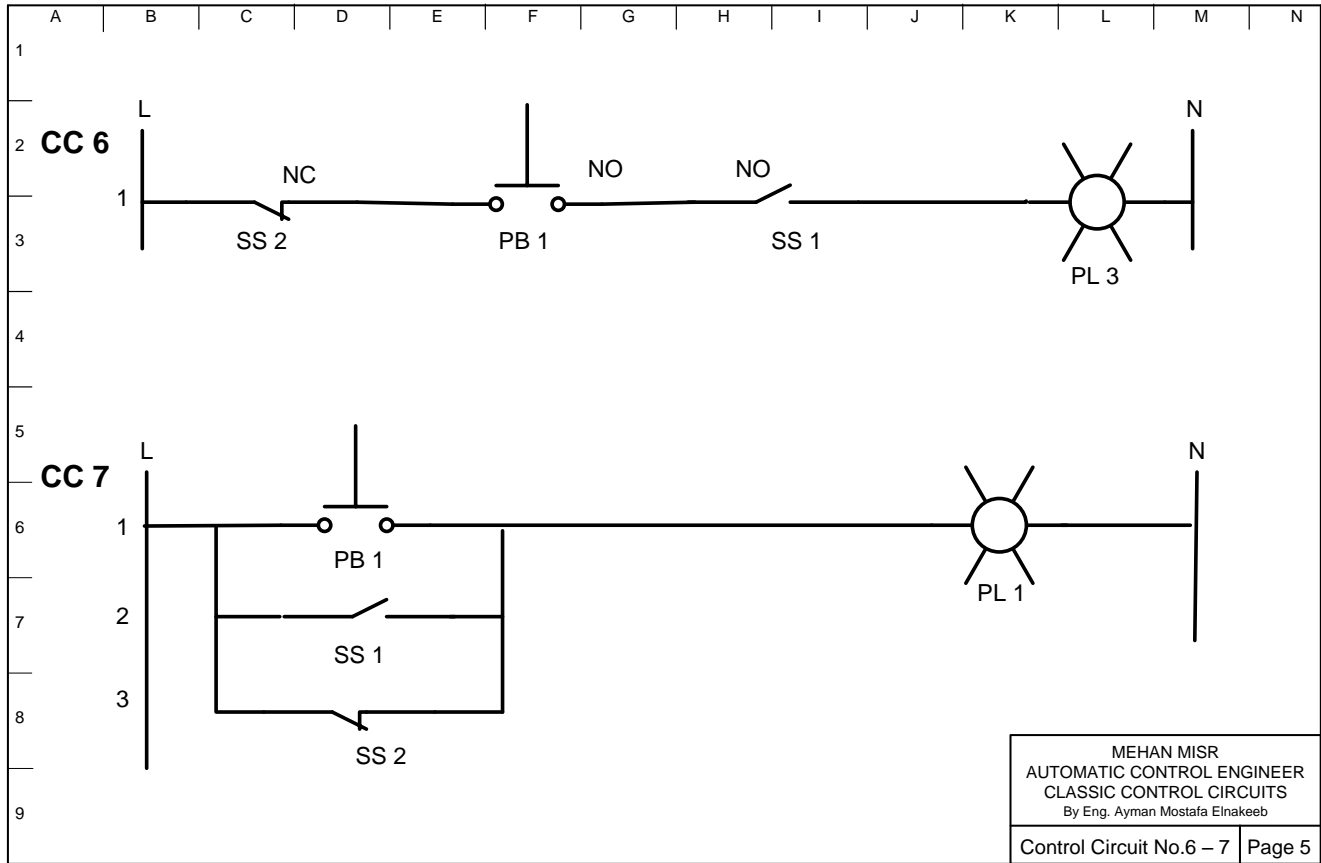 A B C D E F G H I J K L M N
1
L N
2 CC 6
NC NO NO
1
SS 2 PB 1 SS 1
3
PL 3
4
5
L N
CC 7
6 1
PB 1
PL 1
7 2
SS 1
3
8
SS 2
MEHAN MISR
AUTOMATIC CONTROL ENGINEER
CLASSIC CONTROL CIRCUITS
By Eng. Ayman Mostafa Elnakeeb
9
Control Circuit No.6 – 7 Page 5